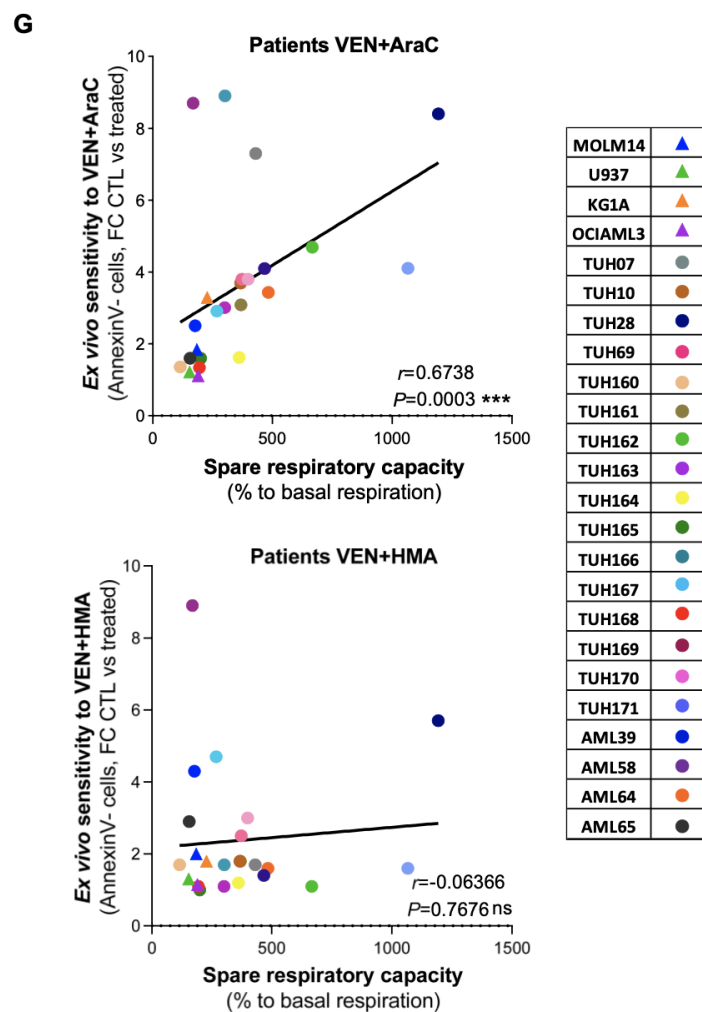 G
Patients VEN+AraC
Ex vivo sensitivity to VEN+AraC
(AnnexinV- cells, FC CTL vs treated)
10
8
6
4
2
0
r=0.6738
P=0.0003 ***
0 500 1000 1500
Spare respiratory capacity
(% to basal respiration)
Patients VEN+HMA
Ex vivo sensitivity to VEN+HMA
(AnnexinV- cells, FC CTL vs treated)
10
8
6
4
2
0
r=-0.06366
P=0.7676 ns
0 500 1000 1500
Spare respiratory capacity
(% to basal respiration)
MOLM14
U937
KG1A
OCIAML3
TUH07
TUH10
TUH28
TUH69
TUH160
TUH161
TUH162
TUH163
TUH164
TUH165
TUH166
TUH167
TUH168
TUH169
TUH170
TUH171
AML39
AML58
AML64
AML65